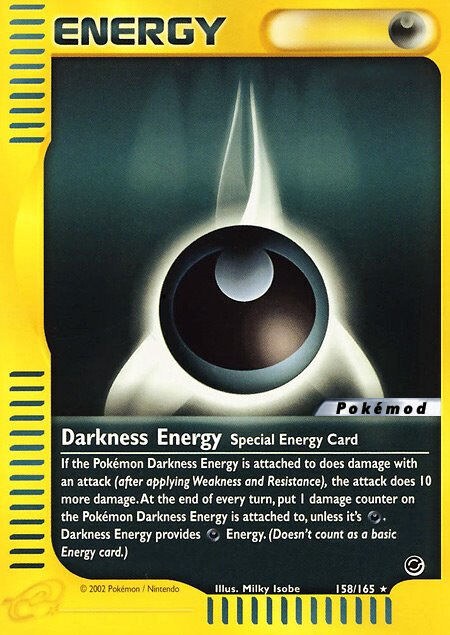 ENERGY
Pokémod
Darkness Energy Special Energy Card
If the Pokémon Darkness Energy is attached to does damage with
an attack (after applying Weakness and Resistance), the attack does 10
more damage. At the end of every turn, put 1 damage counter on
the Pokémon Darkness Energy is attached to, unless it's .
Darkness Energy provides Energy. (Doesn't count as a basic
Energy card.)
© 2002 Pokémon / Nintendo Illus. Milky Isobe 158/165 ★